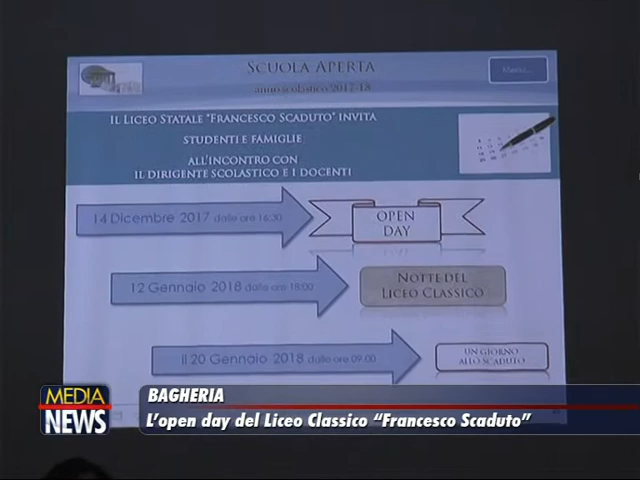 SCUOLA APERTA
anno scolastico 2017-18
Menù...
IL LICEO STATALE "FRANCESCO SCADUTO" INVITA
STUDENTI E FAMIGLIE
ALL'INCONTRO CON
IL DIRIGENTE SCOLASTICO E I DOCENTI
14 Dicembre 2017 dalle ore 16:30
OPEN
DAY
12 Gennaio 2018 dalle ore 18:00
NOTTE DEL
LICEO CLASSICO
Il 20 Gennaio 2018 dalle ore 09:00
UN GIORNO
ALLO SCADUTO
MEDIA
NEWS
BAGHERIA
L'open day del Liceo Classico "Francesco Scaduto"